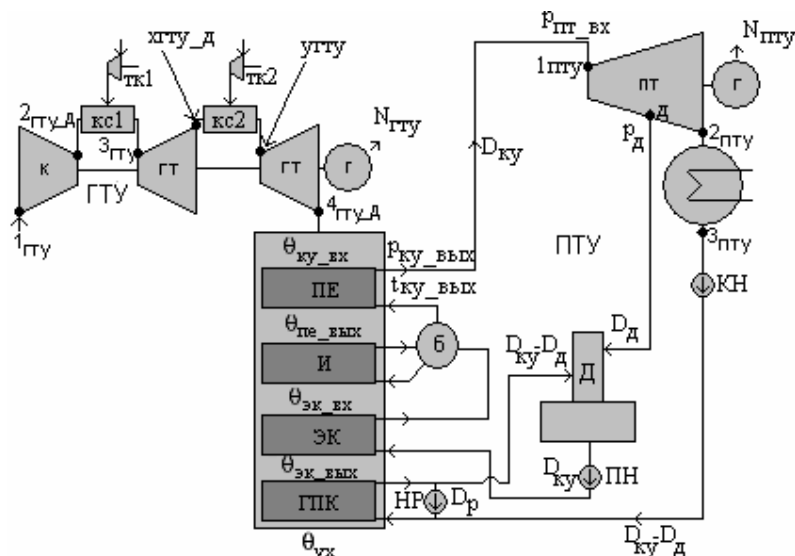 хгту_д
угту
тк1
тк2
2гту_д
кс1
кс2
3гту
Nгту
к
гт
гт
г
ГТУ
1гту
4гту_д
pпт_вх
Nпту
1пту
пт
г
д
pд
2пту
Dку
3пту
ПТУ
КН
θку_вх
pку_вых
ПЕ
tку_вых
θпе_вых
б
И
Dку-Dд
Dд
Д
θэк_вх
ЭК
θэк_вых
Dку
ПН
ГПК
НР
Dр
Dку-Dд
θух